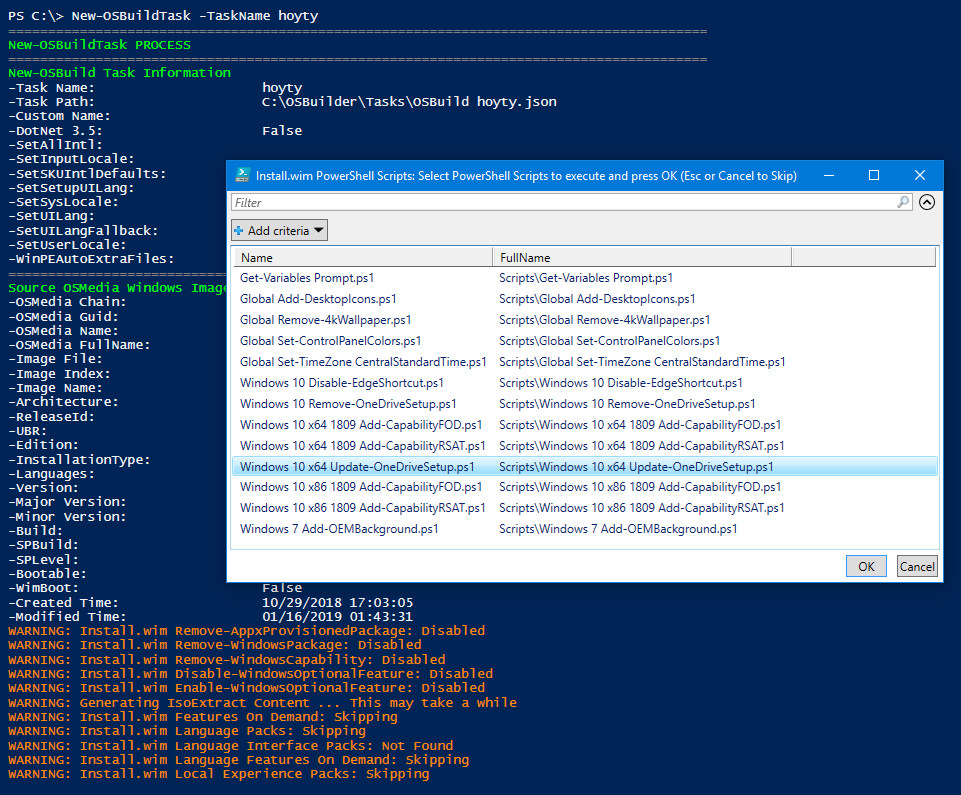 PS C:\> New-OSBuildTask -TaskName hoyty
========================================================================================
New-OSBuildTask PROCESS
========================================================================================
New-OSBuild Task Information
-Task Name: hoyty
-Task Path: C:\OSBuilder\Tasks\OSBuild hoyty.json
-Custom Name:
-DotNet 3.5: False
-SetAllIntl:
-SetInputLocale:
-SetSKUIntlDefaults:
-SetSetupUILang:
-SetSysLocale:
-SetUILang:
-SetUILangFallback:
-SetUserLocale:
-WinPEAutoExtraFiles:
============================
Source OSMedia Windows Image
-OSMedia Chain:
-OSMedia Guid:
-OSMedia Name:
-OSMedia FullName:
-Image File:
-Image Index:
-Image Name:
-Architecture:
-ReleaseId:
-UBR:
-Edition:
-InstallationType:
-Languages:
-Version:
-Major Version:
-Minor Version:
-Build:
-SPBuild:
-SPLevel:
-Bootable:
-WimBoot: False
-Created Time: 10/29/2018 17:03:05
-Modified Time: 01/16/2019 01:43:31
WARNING: Install.wim Remove-AppxProvisionedPackage: Disabled
WARNING: Install.wim Remove-WindowsPackage: Disabled
WARNING: Install.wim Remove-WindowsCapability: Disabled
WARNING: Install.wim Disable-WindowsOptionalFeature: Disabled
WARNING: Install.wim Enable-WindowsOptionalFeature: Disabled
WARNING: Generating IsoExtract Content ... This may take a while
WARNING: Install.wim Features On Demand: Skipping
WARNING: Install.wim Language Packs: Skipping
WARNING: Install.wim Language Interface Packs: Not Found
WARNING: Install.wim Language Features On Demand: Skipping
WARNING: Install.wim Local Experience Packs: Skipping
Install.wim PowerShell Scripts: Select PowerShell Scripts to execute and press OK (Esc or Cancel to Skip)
Filter
Add criteria
Name FullName
Get-Variables Prompt.ps1 Scripts\Get-Variables Prompt.ps1
Global Add-DesktopIcons.ps1 Scripts\Global Add-DesktopIcons.ps1
Global Remove-4kWallpaper.ps1 Scripts\Global Remove-4kWallpaper.ps1
Global Set-ControlPanelColors.ps1 Scripts\Global Set-ControlPanelColors.ps1
Global Set-TimeZone CentralStandardTime.ps1 Scripts\Global Set-TimeZone CentralStandardTime.ps1
Windows 10 Disable-EdgeShortcut.ps1 Scripts\Windows 10 Disable-EdgeShortcut.ps1
Windows 10 Remove-OneDriveSetup.ps1 Scripts\Windows 10 Remove-OneDriveSetup.ps1
Windows 10 x64 1809 Add-CapabilityFOD.ps1 Scripts\Windows 10 x64 1809 Add-CapabilityFOD.ps1
Windows 10 x64 1809 Add-CapabilityRSAT.ps1 Scripts\Windows 10 x64 1809 Add-CapabilityRSAT.ps1
Windows 10 x64 Update-OneDriveSetup.ps1 Scripts\Windows 10 x64 Update-OneDriveSetup.ps1
Windows 10 x86 1809 Add-CapabilityFOD.ps1 Scripts\Windows 10 x86 1809 Add-CapabilityFOD.ps1
Windows 10 x86 1809 Add-CapabilityRSAT.ps1 Scripts\Windows 10 x86 1809 Add-CapabilityRSAT.ps1
Windows 7 Add-OEMBackground.ps1 Scripts\Windows 7 Add-OEMBackground.ps1
OK Cancel